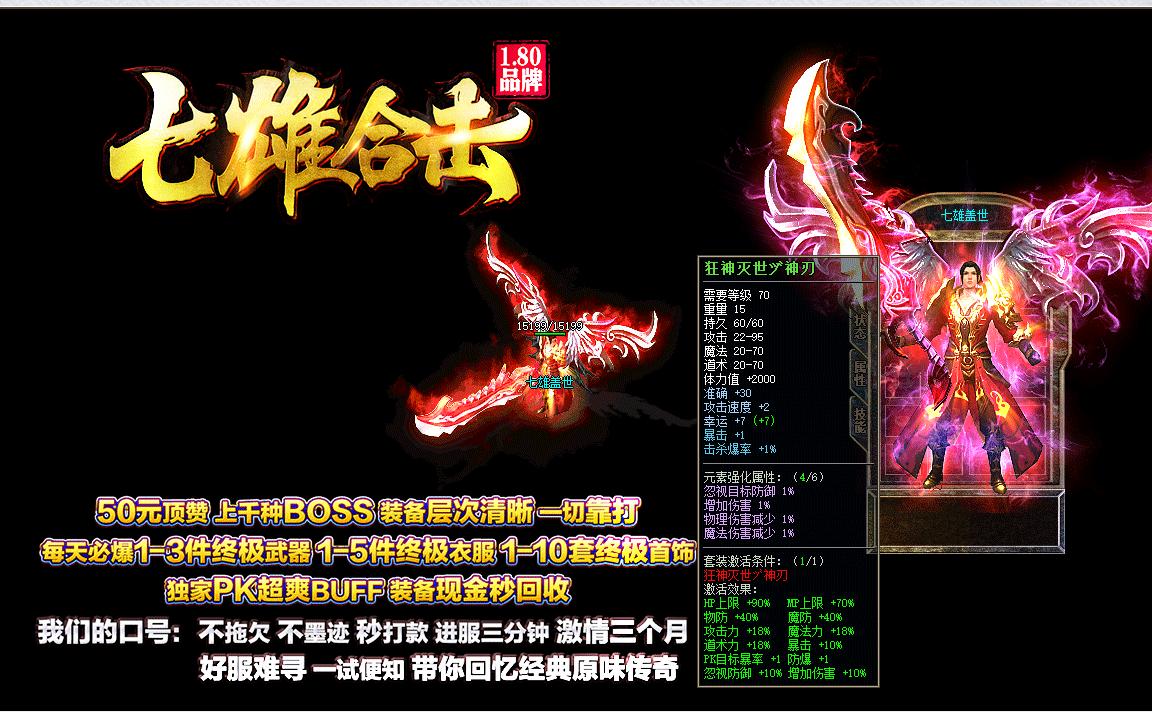 1.80
品牌
七雄合击
七雄盖世
15199/15199
七雄盖世
狂神灭世ヅ神刃
需要等级 70
重量 15
持久 60/60
攻击 22-95
魔法 20-70
道术 20-70
体力值 +2000
准确 +30
攻击速度 +2
幸运 +7 (+7)
暴击 +1
击杀爆率 +1%
状态
属性
技能
元素强化属性: (4/6)
忽视目标防御 1%
增加伤害 1%
物理伤害减少 1%
魔法伤害减少 1%
套装激活条件: (1/1)
狂神灭世ヅ神刃
激活效果:
HP上限 +90% MP上限 +70%
物防 +40% 魔防 +40%
攻击力 +18% 魔法力 +18%
道术力 +18% 暴击 +10%
PK目标暴率 +1 防爆 +1
忽视防御 +10% 增加伤害 +10%
50元顶赞 上千种BOSS 装备层次清晰 一切靠打
每天必爆1-3件终极武器 1-5件终极衣服 1-10套终极首饰
独家PK超爽BUFF 装备现金秒回收
我们的口号: 不拖欠 不墨迹 秒打款 进服三分钟 激情三个月
好服难寻 一试便知 带你回忆经典原味传奇